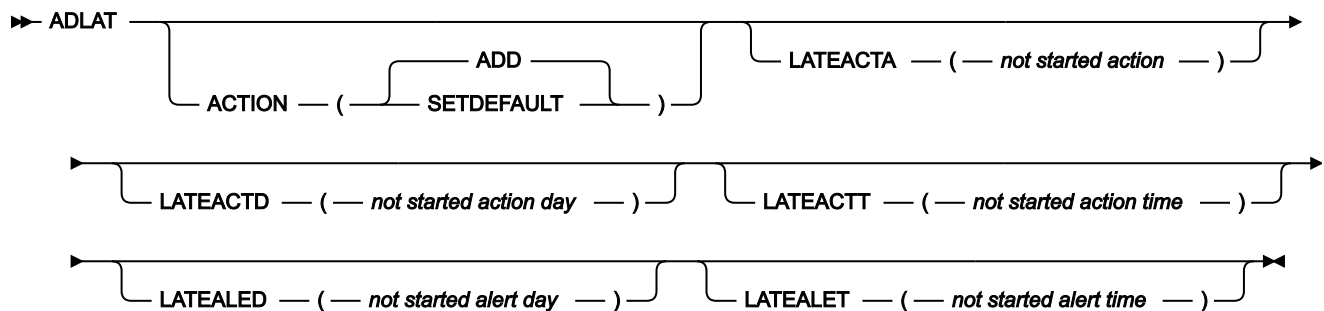 ADLAT
ACTION ( ADD
SETDEFAULT )
LATEACTA ( not started action )
LATEACTD ( not started action day )
LATEACTT ( not started action time )
LATEALED ( not started alert day )
LATEALET ( not started alert time )